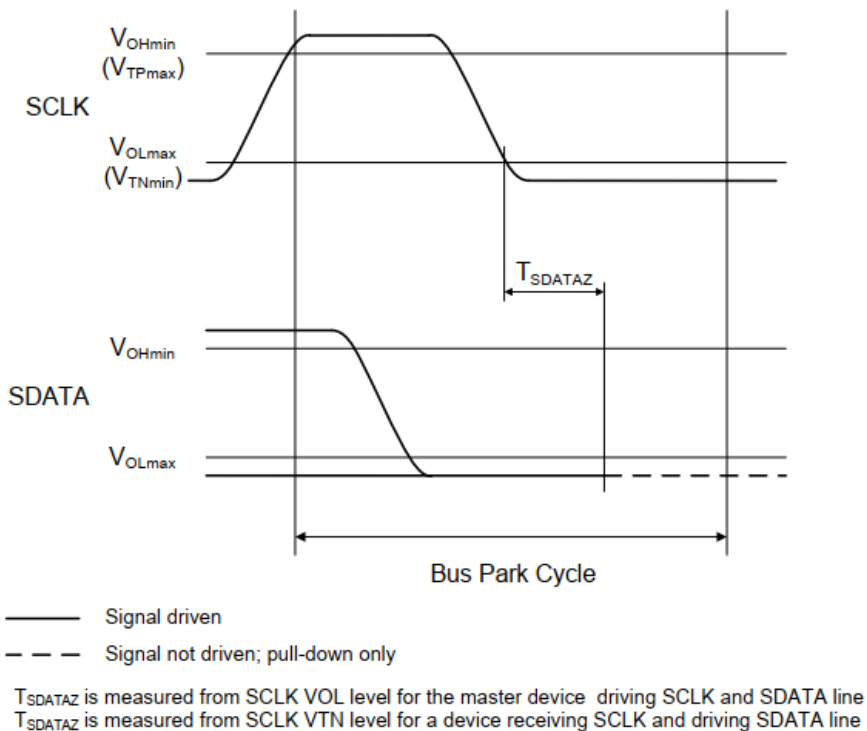 VOHmin
(VTPmax)
SCLK
VOLmax
(VTNmin)
TSDATAZ
VOHmin
SDATA
VOLmax
Bus Park Cycle
Signal driven
Signal not driven; pull-down only
TSDATAZ is measured from SCLK VOL level for the master device driving SCLK and SDATA line
TSDATAZ is measured from SCLK VTN level for a device receiving SCLK and driving SDATA line